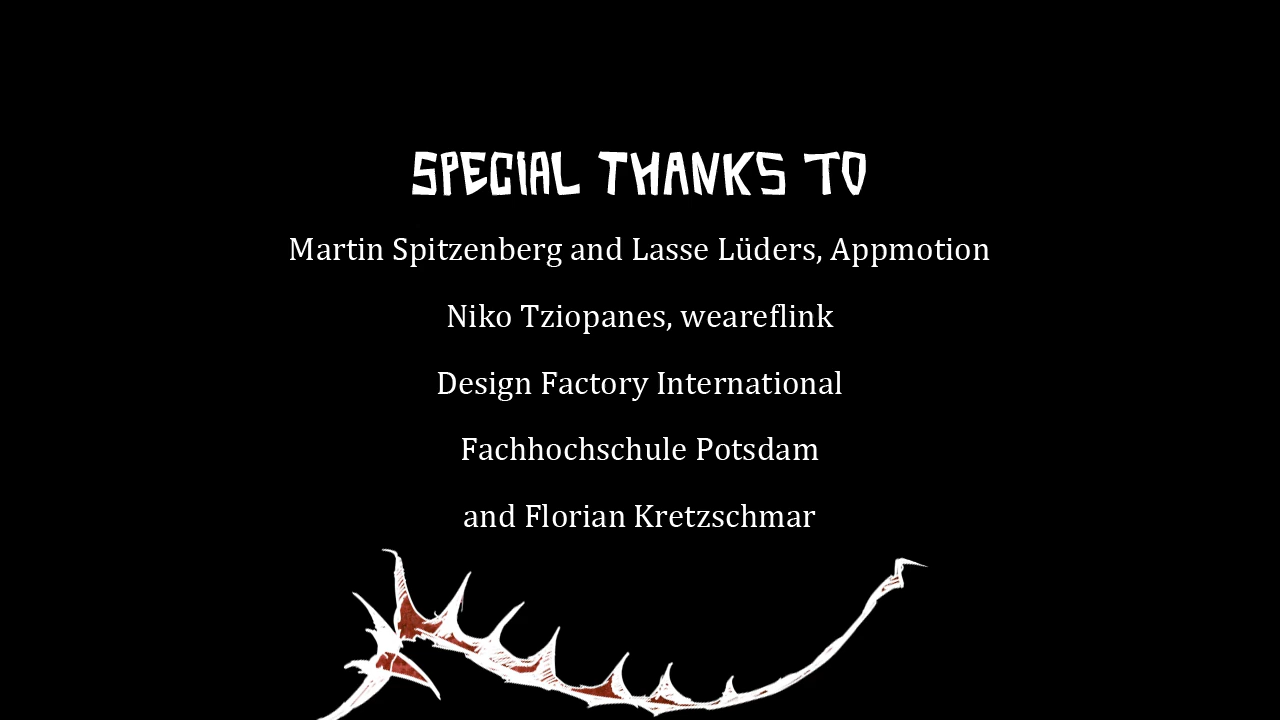 SPECIAL THANKS TO
Martin Spitzenberg and Lasse Lüders, Appmotion
Niko Tziopanes, weareflink
Design Factory International
Fachhochschule Potsdam
and Florian Kretzschmar